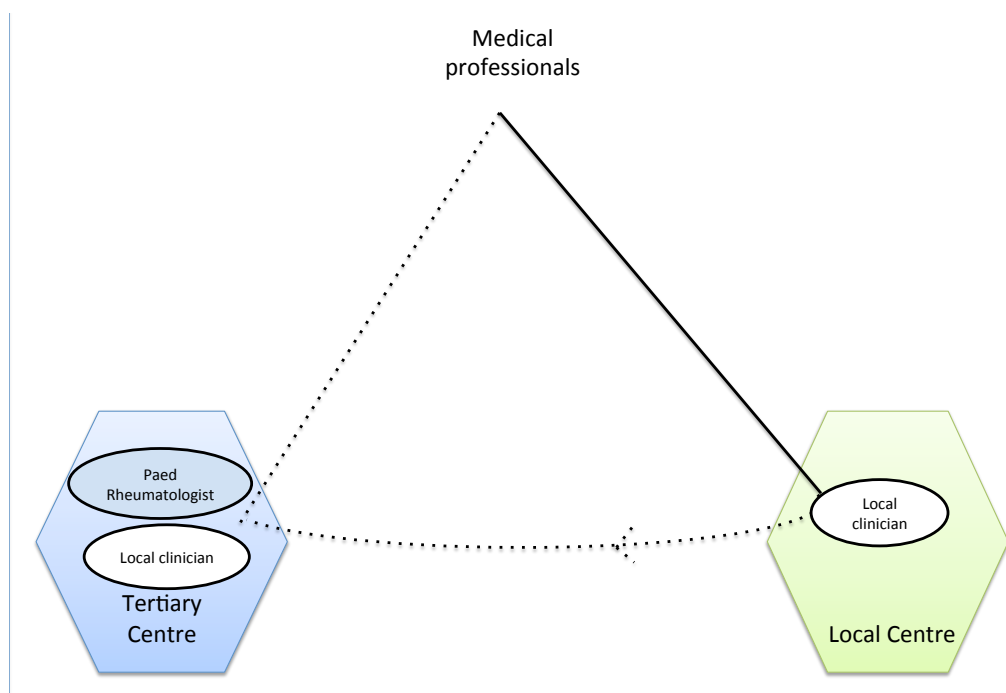 Medical
professionals
Paed
Rheumatologist
Local clinician
Tertiary
Centre
Local
clinician
Local Centre